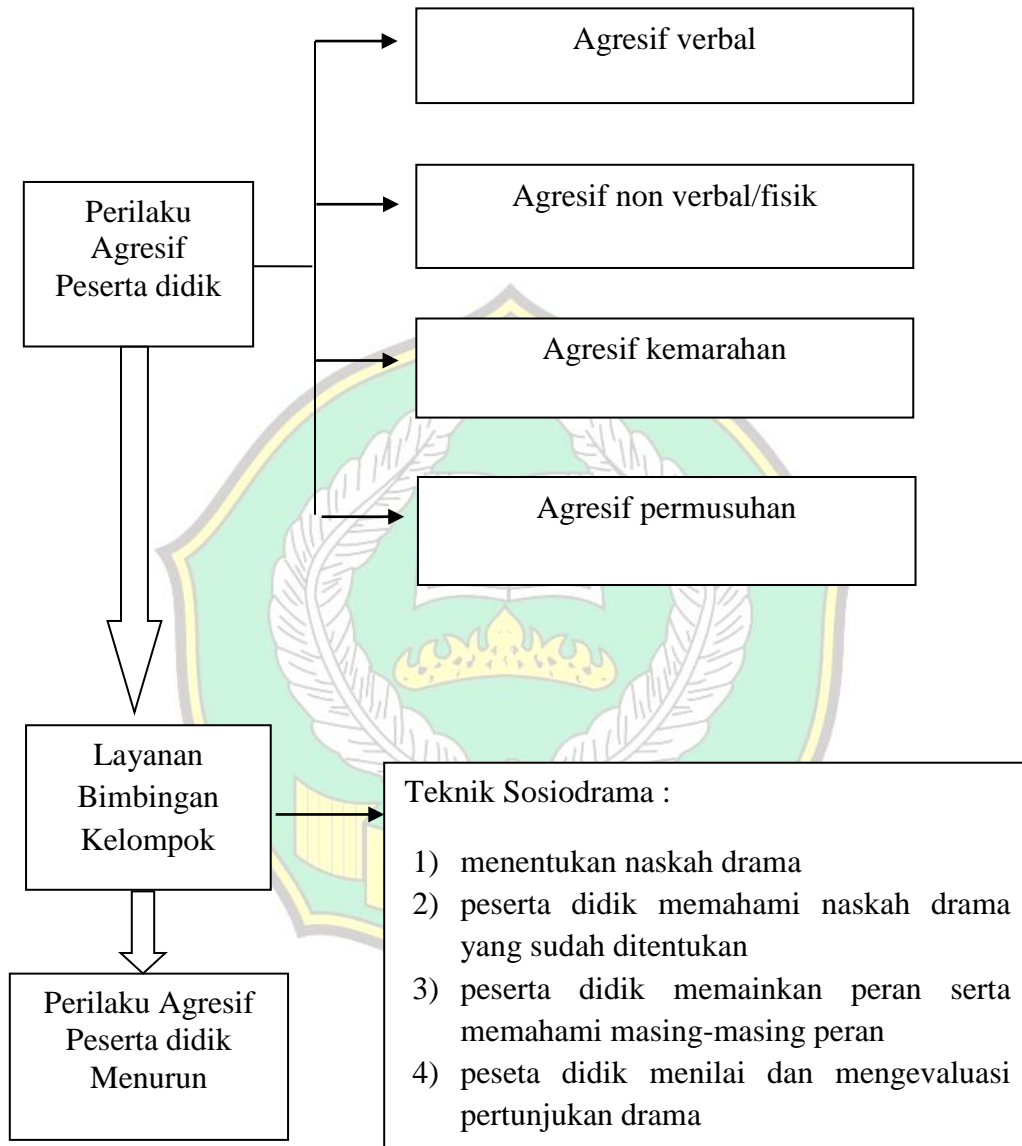 Agresif verbal
Agresif non verbal/fisik
Perilaku
Agresif
Peserta didik
Agresif kemarahan
Agresif permusuhan
Layanan
Bimbingan
Kelompok
Teknik Sosiodrama :
1) menentukan naskah drama
2) peserta didik memahami naskah drama
yang sudah ditentukan
3) peserta didik memainkan peran serta
memahami masing-masing peran
4) peseta didik menilai dan mengevaluasi
pertunjukan drama
Perilaku Agresif
Peserta didik
Menurun